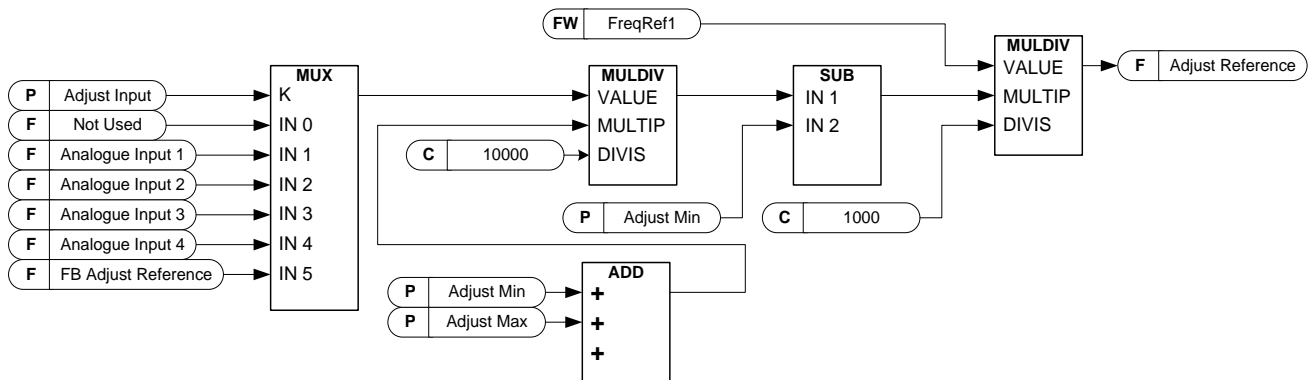 FW FreqRef1
MULDIV
VALUE
MULTIP
DIVIS
F Adjust Reference
MUX
K
IN 0
IN 1
IN 2
IN 3
IN 4
IN 5
P Adjust Input
F Not Used
F Analogue Input 1
F Analogue Input 2
F Analogue Input 3
F Analogue Input 4
F FB Adjust Reference
MULDIV
VALUE
MULTIP
DIVIS
C 10000
SUB
IN 1
IN 2
P Adjust Min
C 1000
ADD
+
+
+
P Adjust Min
P Adjust Max